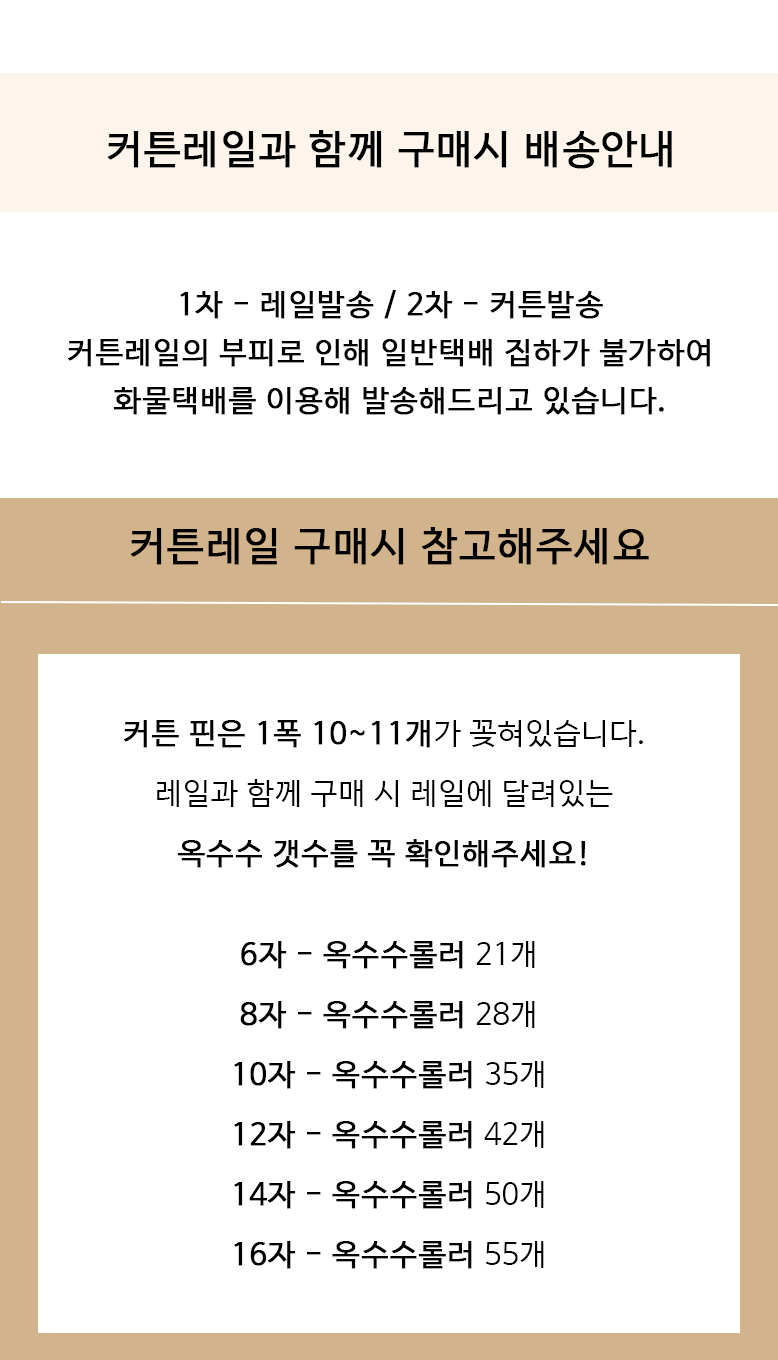 커튼레일과 함께 구매시 배송안내
1차 - 레일발송 / 2차 - 커튼발송
커튼레일의 부피로 인해 일반택배 집하가 불가하여
화물택배를 이용해 발송해드리고 있습니다.
커튼레일 구매시 참고해주세요
커튼 핀은 1폭 10~11개가 꽂혀있습니다.
레일과 함께 구매 시 레일에 달려있는
옥수수 갯수를 꼭 확인해주세요!
6자 - 옥수수롤러 21개
8자 - 옥수수롤러 28개
10자 - 옥수수롤러 35개
12자 - 옥수수롤러 42개
14자 - 옥수수롤러 50개
16자 - 옥수수롤러 55개